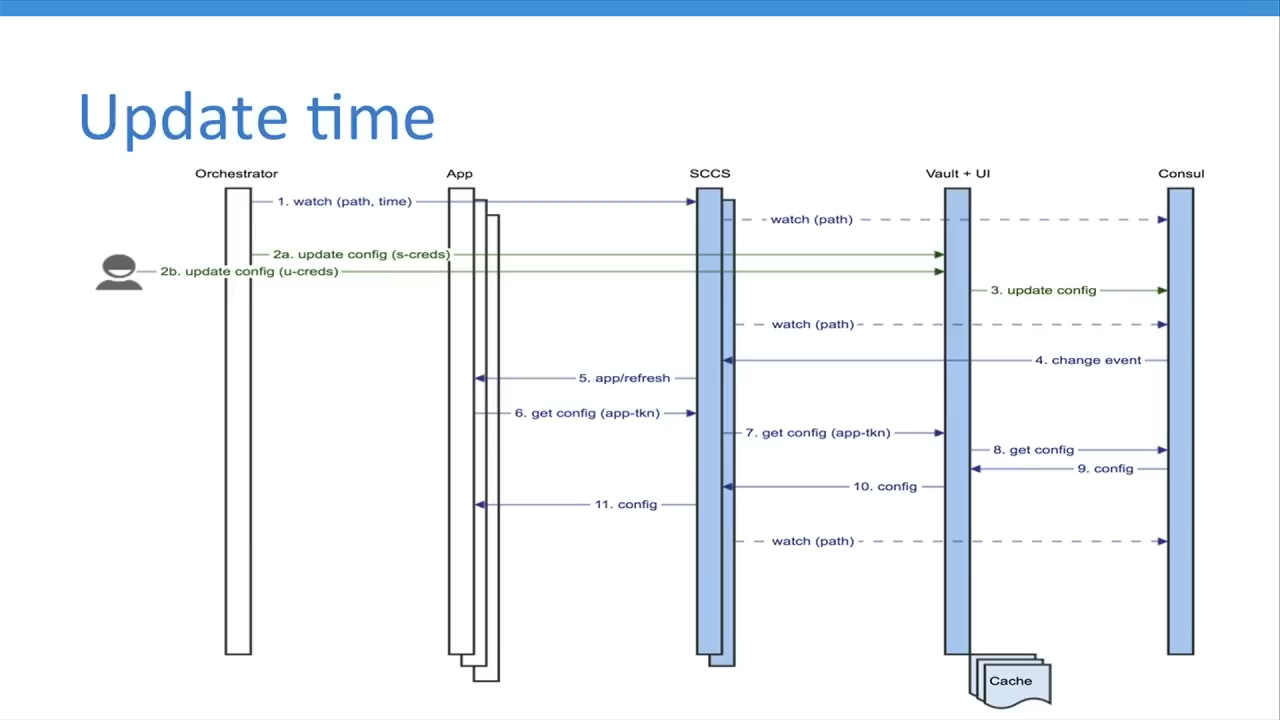 Update time
Orchestrator
App
SCCS
Vault + UI
Consul
1. watch (path, time)
watch (path)
2a. update config (s-creds)
2b. update config (u-creds)
3. update config
watch (path)
4. change event
5. app/refresh
6. get config (app-tkn)
7. get config (app-tkn)
8. get config
9. config
10. config
11. config
watch (path)
Cache